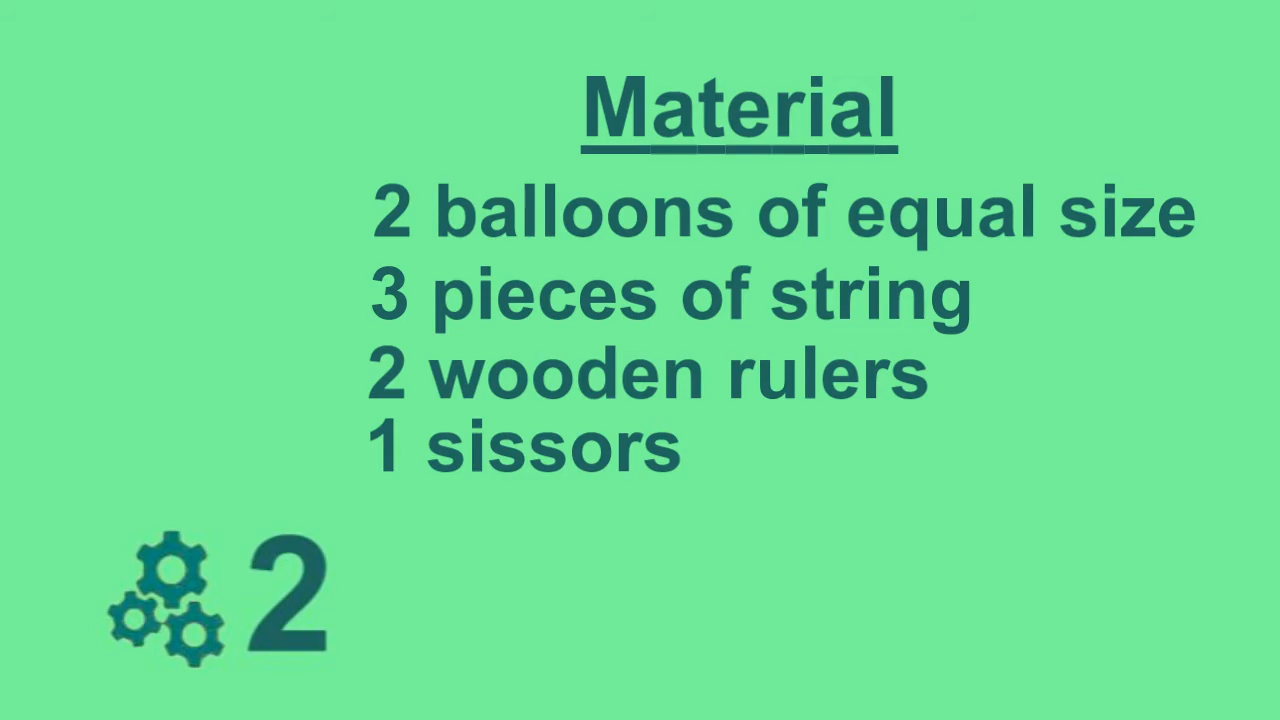 Material
2 balloons of equal size
3 pieces of string
2 wooden rulers
1 sissors
2